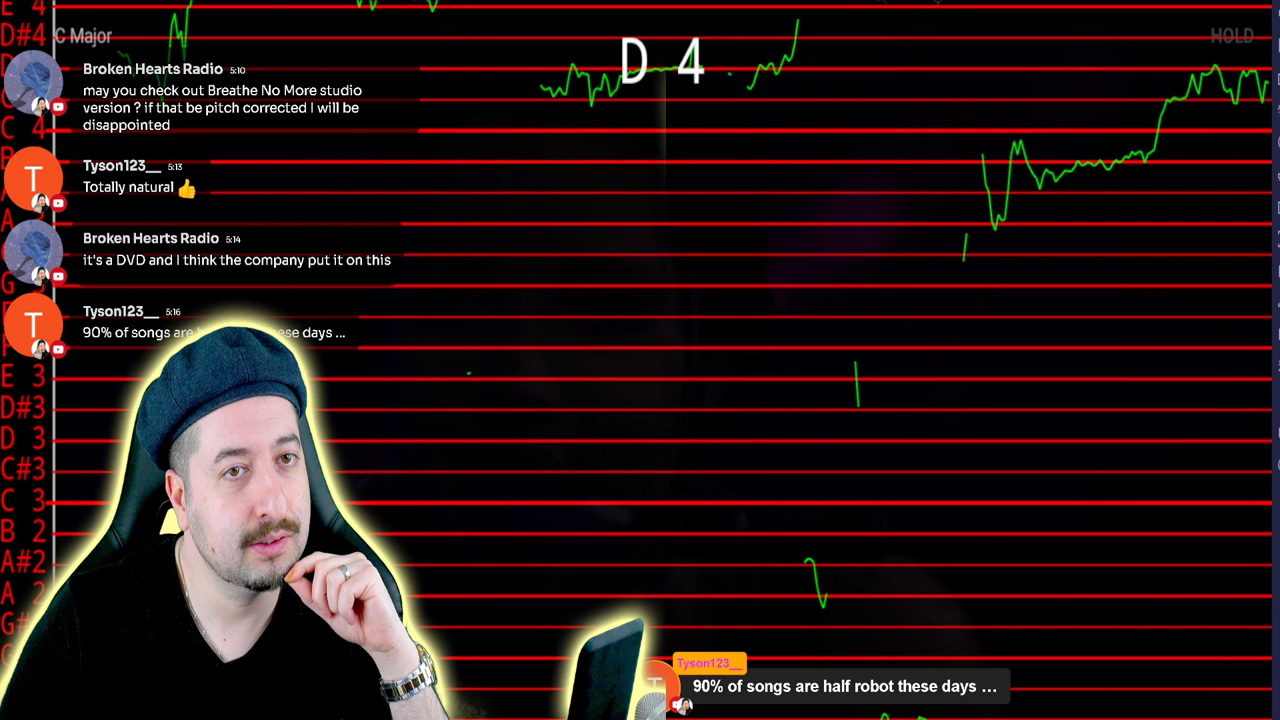 E 4
D#4
C Major
D 4
HOLD
Broken Hearts Radio 5:10
may you check out Breathe No More studio
version ? if that be pitch corrected I will be
disappointed
C 4
Tyson123__ 5:13
T
Totally natural 👍
A
Broken Hearts Radio 5:14
it's a DVD and I think the company put it on this
G
Tyson123__ 5:16
T
90% of songs are ese days ...
E 3
D#3
D 3
C#3
C 3
B 2
A#2
A 2
G#
Tyson123__
90% of songs are half robot these days ...